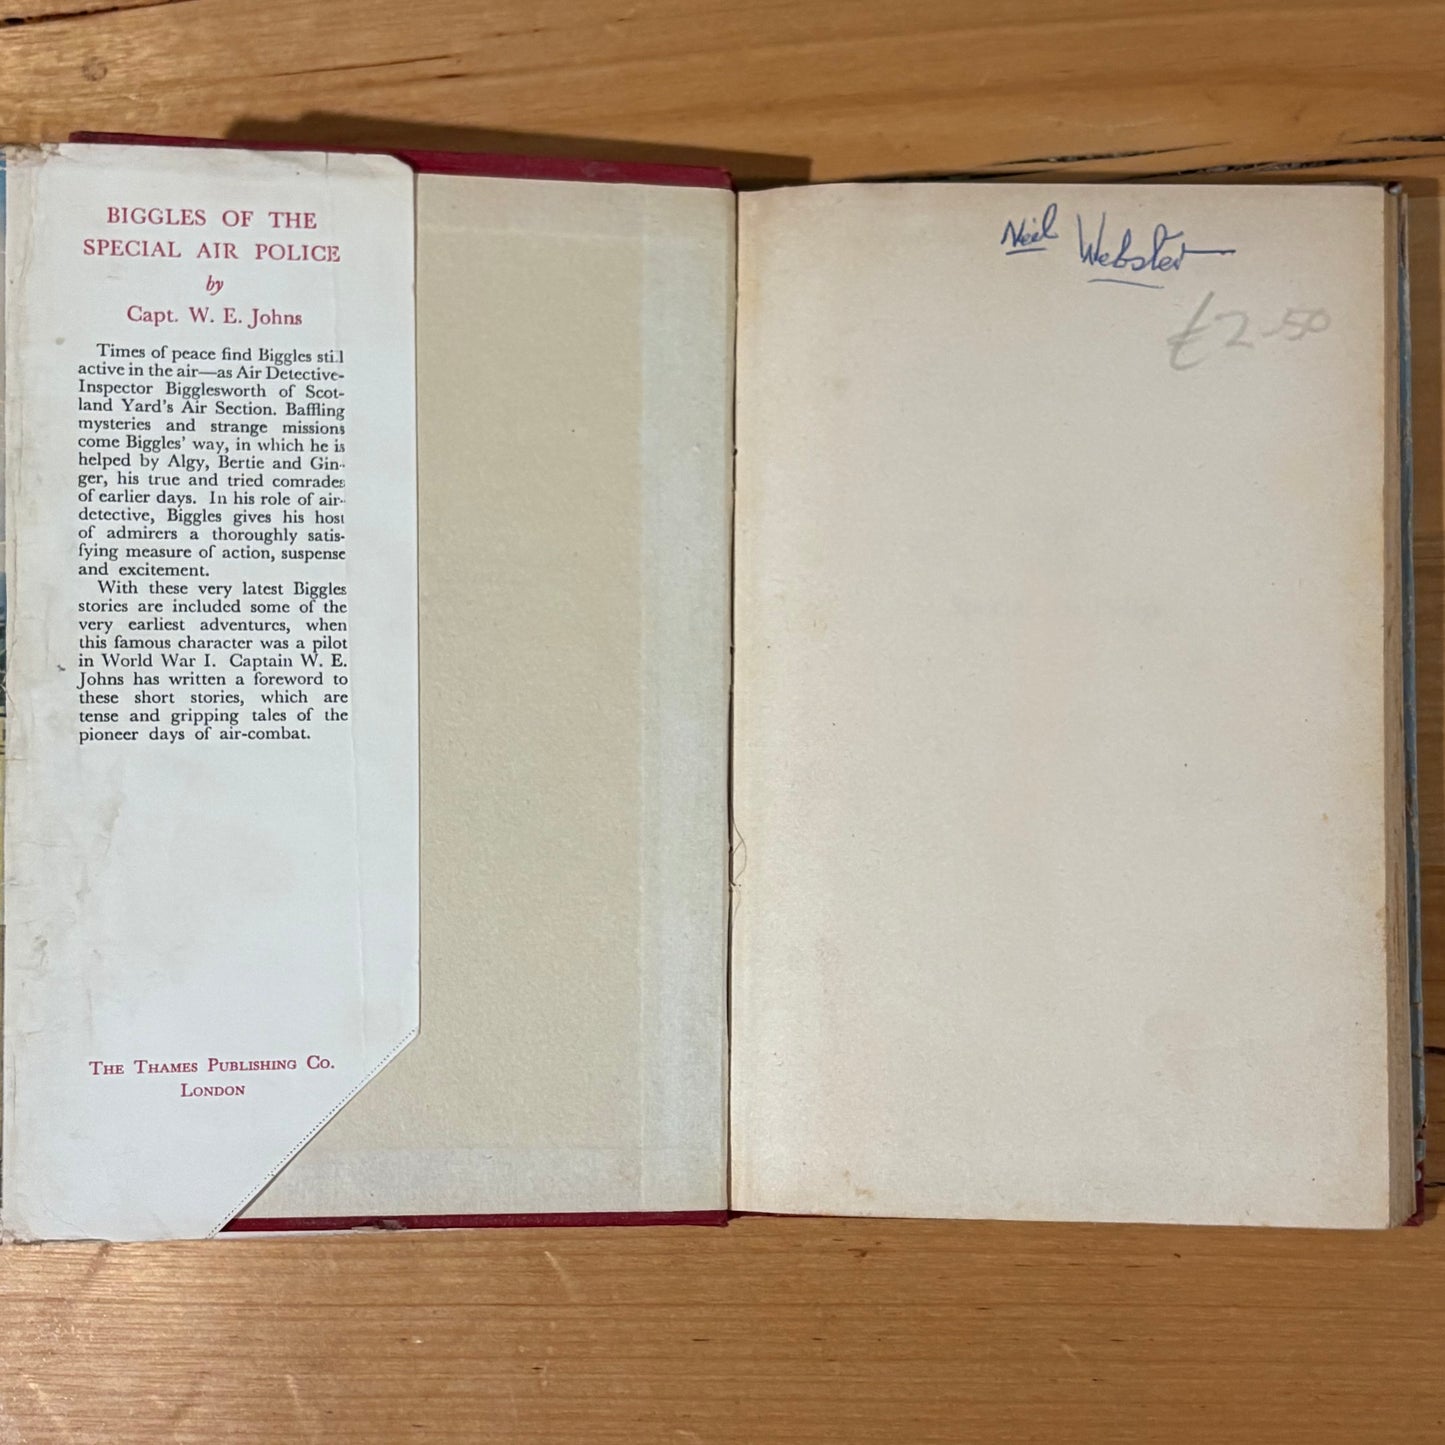 BIGGLES OF THE
SPECIAL AIR POLICE
by
Capt. W. E. Johns
Times of peace find Biggles still
active in the air—as Air Detective-
Inspector Bigglesworth of Scot-
land Yard's Air Section. Baffling
mysteries and strange missions
come Biggles' way, in which he is
helped by Algy, Bertie and Gin-
ger, his true and tried comrades
of earlier days. In his role of air-
detective, Biggles gives his host
of admirers a thoroughly satis-
fying measure of action, suspense
and excitement.
With these very latest Biggles
stories are included some of the
very earliest adventures, when
this famous character was a pilot
in World War I. Captain W. E.
Johns has written a foreword to
these short stories, which are
tense and gripping tales of the
pioneer days of air-combat.
THE THAMES PUBLISHING CO.
LONDON
Neil Webster
£2-50